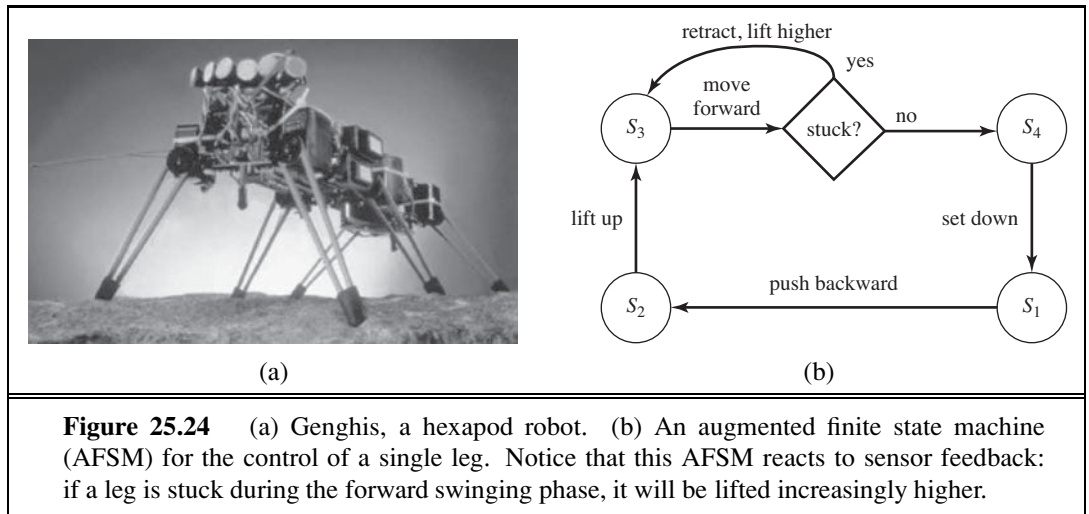 retract, lift higher
yes
move
forward
S3
stuck?
no
S4
lift up
set down
S2
push backward
S1
(a)
(b)
Figure 25.24 (a) Genghis, a hexapod robot. (b) An augmented finite state machine
(AFSM) for the control of a single leg. Notice that this AFSM reacts to sensor feedback:
if a leg is stuck during the forward swinging phase, it will be lifted increasingly higher.